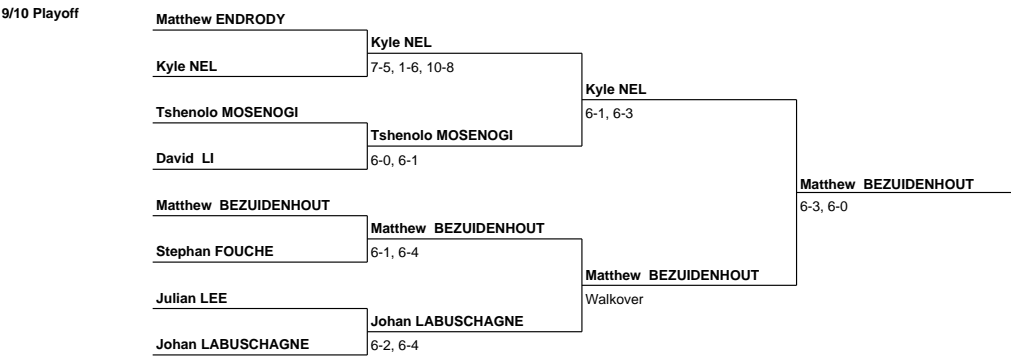 9/10 Playoff
Matthew ENDRODY
Kyle NEL
Kyle NEL
7-5, 1-6, 10-8
Kyle NEL
6-1, 6-3
Tshenolo MOSENOGI
Tshenolo MOSENOGI
David LI
6-0, 6-1
Matthew BEZUIDENHOUT
6-3, 6-0
Matthew BEZUIDENHOUT
Matthew BEZUIDENHOUT
Stephan FOUCHE
6-1, 6-4
Matthew BEZUIDENHOUT
Walkover
Julian LEE
Johan LABUSCHAGNE
Johan LABUSCHAGNE
6-2, 6-4